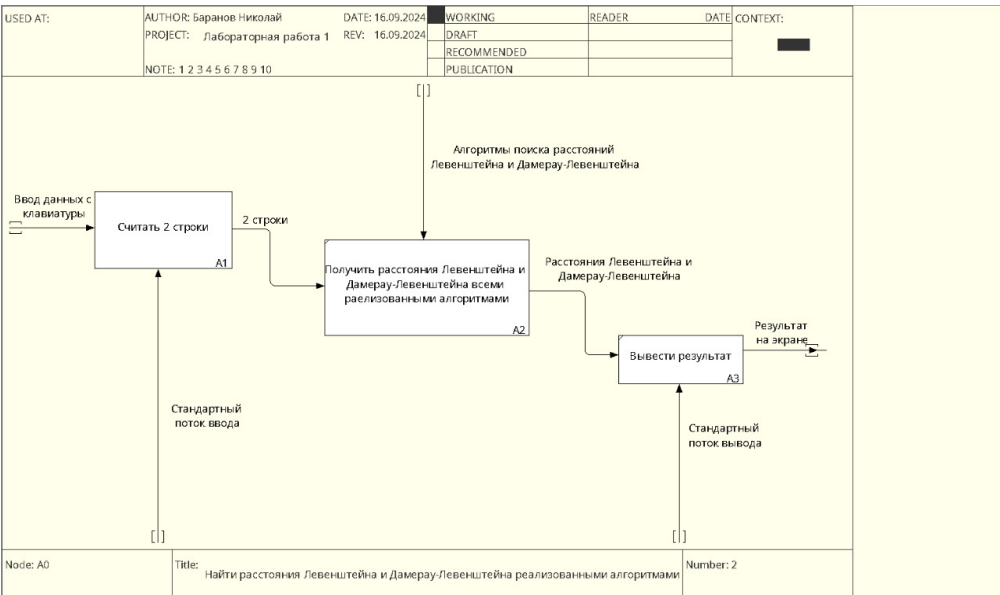 USED AT:
AUTHOR: Баранов Николай
DATE: 16.09.2024
PROJECT: Лабораторная работа 1
REV: 16.09.2024
NOTE: 1 2 3 4 5 6 7 8 9 10
WORKING
DRAFT
RECOMMENDED
PUBLICATION
READER
DATE
CONTEXT:
[ ]
Алгоритмы поиска расстояний
Левенштейна и Дамерау-Левенштейна
Ввод данных с
клавиатуры
Считать 2 строки
A1
2 строки
Получить расстояния Левенштейна и
Дамерау-Левенштейна всеми
раелизованными алгоритмами
A2
Расстояния Левенштейна и
Дамерау-Левенштейна
Вывести результат
A3
Результат
на экране
Стандартный
поток ввода
Стандартный
поток вывода
[ ]
[ ]
Node: A0
Title:
Найти расстояния Левенштейна и Дамерау-Левенштейна реализованными алгоритмами
Number: 2